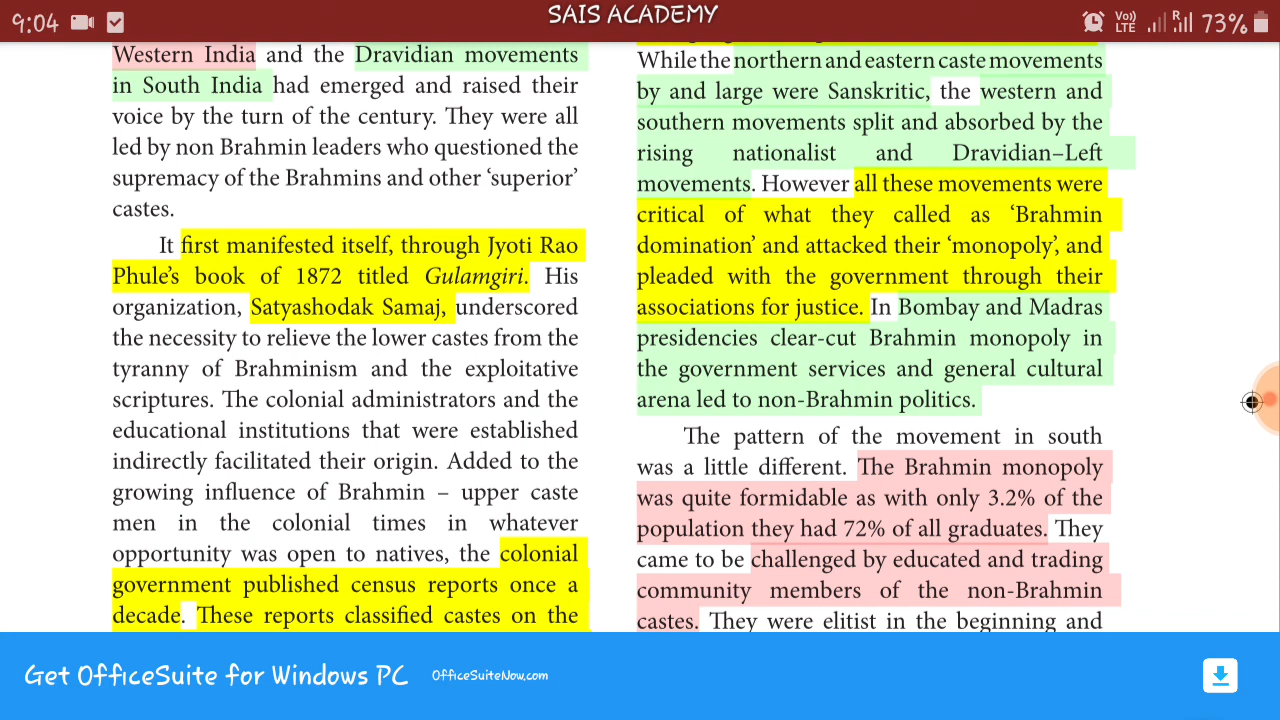 9:04
SAIS ACADEMY
Vo))
LTE
R
73%
Western India and the Dravidian movements
in South India had emerged and raised their
voice by the turn of the century. They were all
led by non Brahmin leaders who questioned the
supremacy of the Brahmins and other ‘superior’
castes.
It first manifested itself, through Jyoti Rao
Phule’s book of 1872 titled Gulamgiri. His
organization, Satyashodak Samaj, underscored
the necessity to relieve the lower castes from the
tyranny of Brahminism and the exploitative
scriptures. The colonial administrators and the
educational institutions that were established
indirectly facilitated their origin. Added to the
growing influence of Brahmin – upper caste
men in the colonial times in whatever
opportunity was open to natives, the colonial
government published census reports once a
decade. These reports classified castes on the
While the northern and eastern caste movements
by and large were Sanskritic, the western and
southern movements split and absorbed by the
rising nationalist and Dravidian–Left
movements. However all these movements were
critical of what they called as ‘Brahmin
domination’ and attacked their ‘monopoly’, and
pleaded with the government through their
associations for justice. In Bombay and Madras
presidencies clear-cut Brahmin monopoly in
the government services and general cultural
arena led to non-Brahmin politics.
The pattern of the movement in south
was a little different. The Brahmin monopoly
was quite formidable as with only 3.2% of the
population they had 72% of all graduates. They
came to be challenged by educated and trading
community members of the non-Brahmin
castes. They were elitist in the beginning and
Get OfficeSuite for Windows PC
OfficeSuiteNow.com